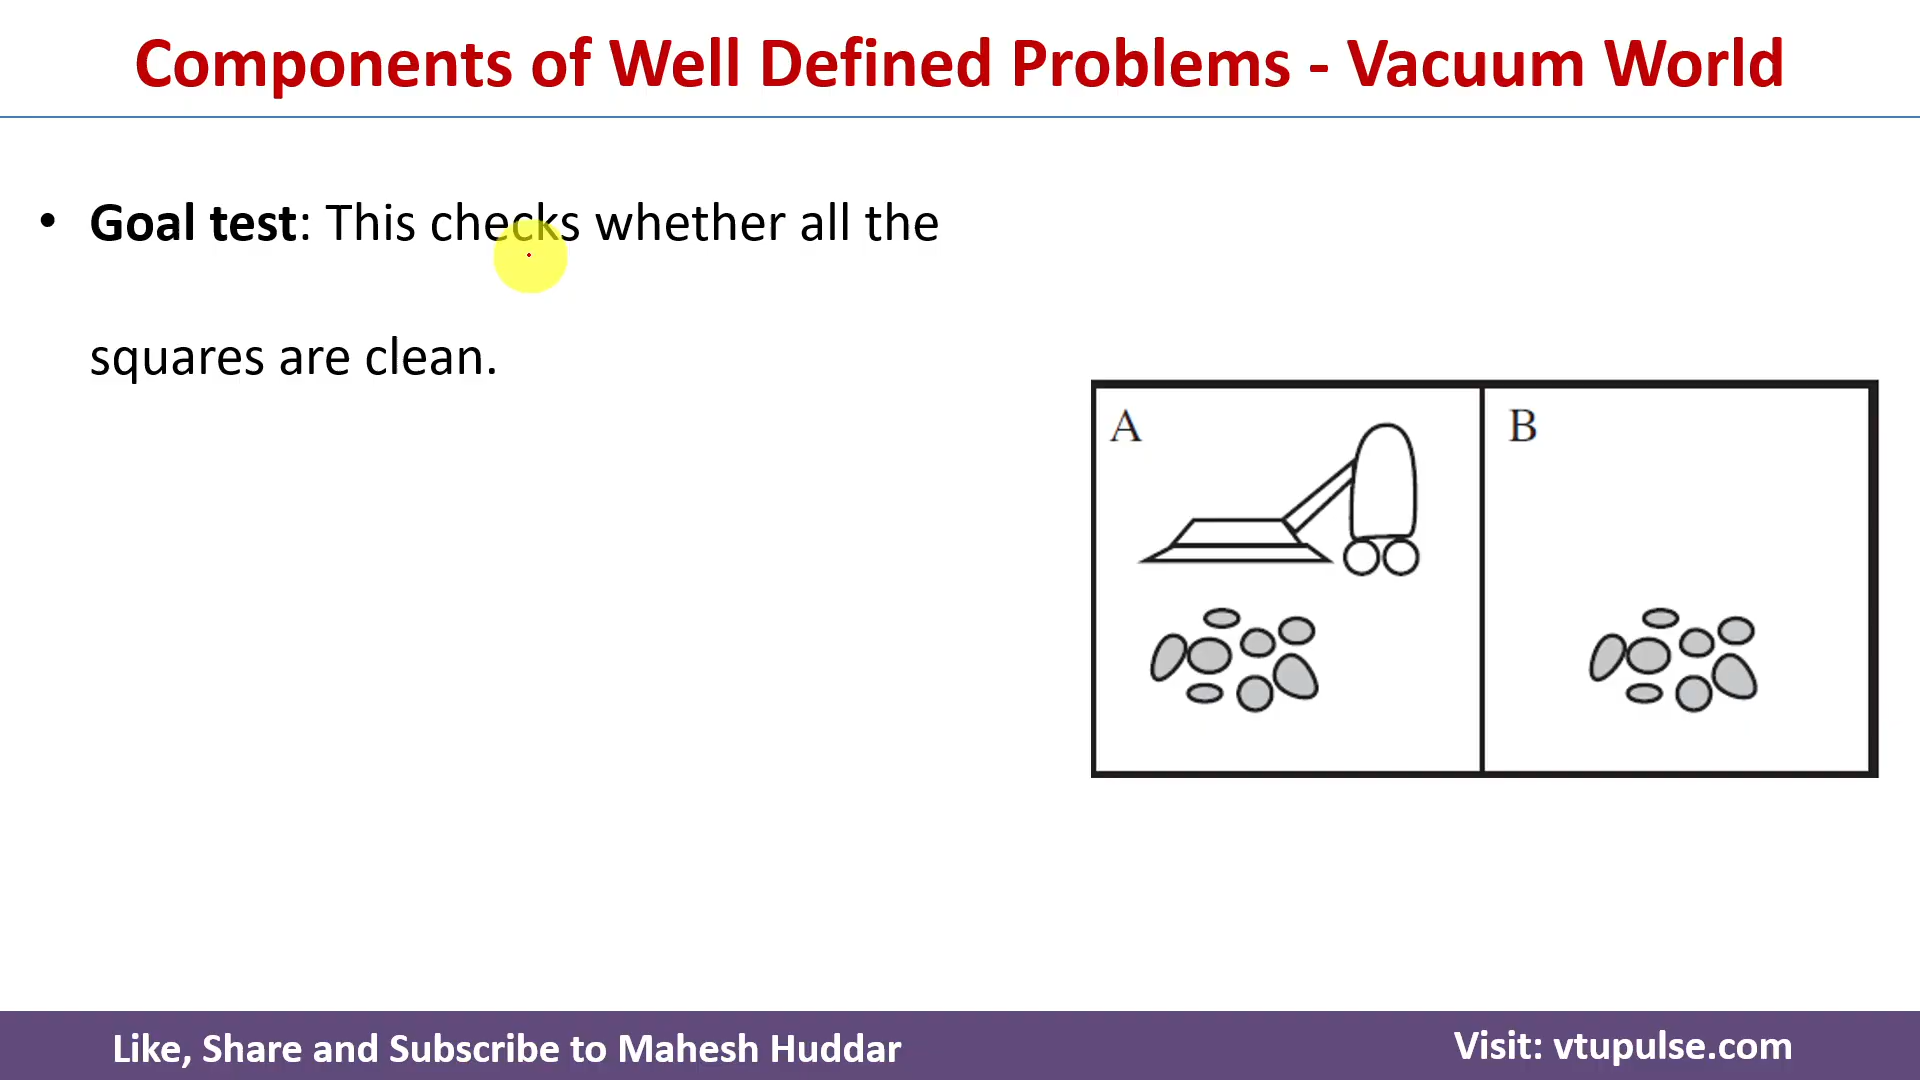 Components of Well Defined Problems - Vacuum World
• Goal test: This checks whether all the
squares are clean.
A
B
Like, Share and Subscribe to Mahesh Huddar
Visit: vtupulse.com